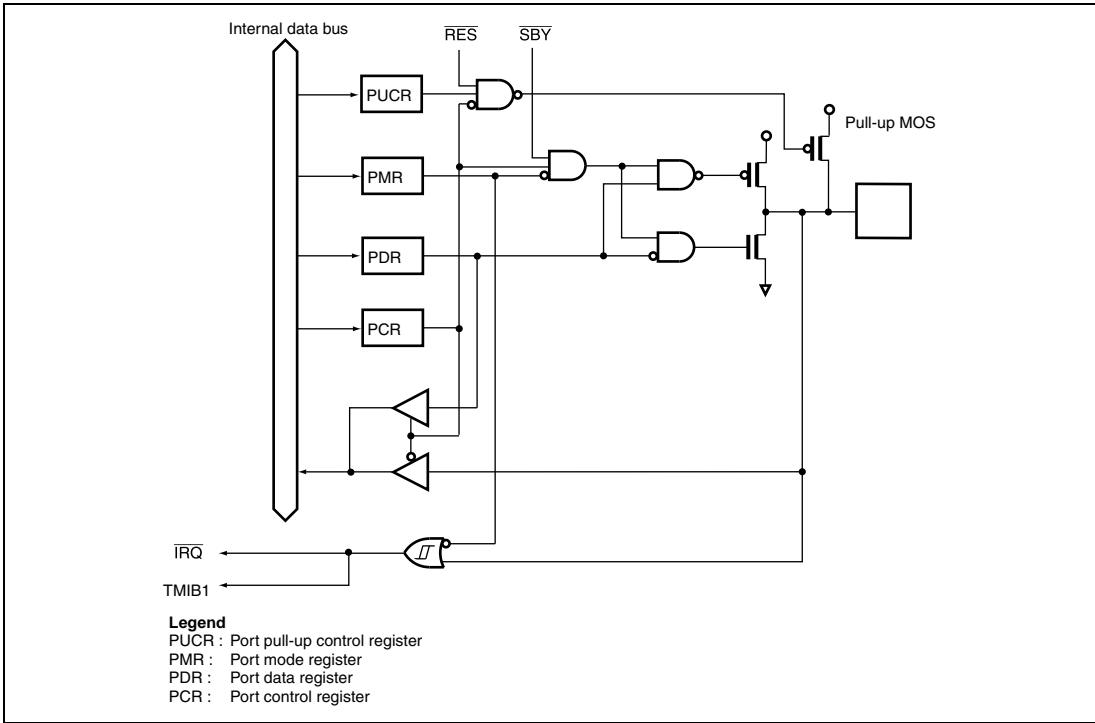 Internal data bus
RES
SBY
PUCR
Pull-up MOS
PMR
PDR
PCR
IRQ
TMIB1
Legend
PUCR : Port pull-up control register
PMR : Port mode register
PDR : Port data register
PCR : Port control register